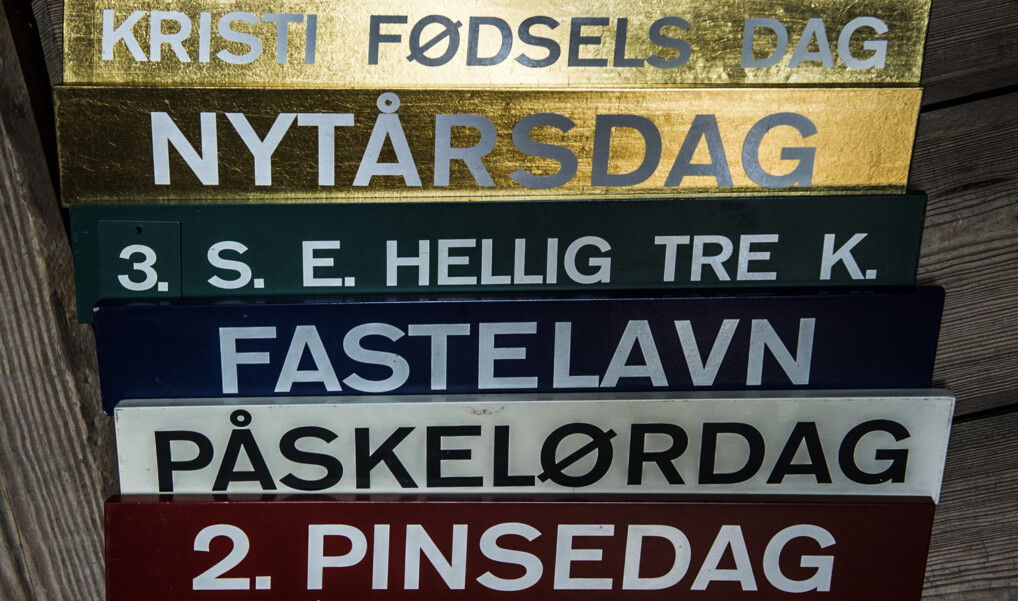 KRISTI FØDSELS DAG
NYTÅRSDAG
3. S. E. HELLIG TRE K.
FASTELAVN
PÅSKELØRDAG
2. PINSEDAG